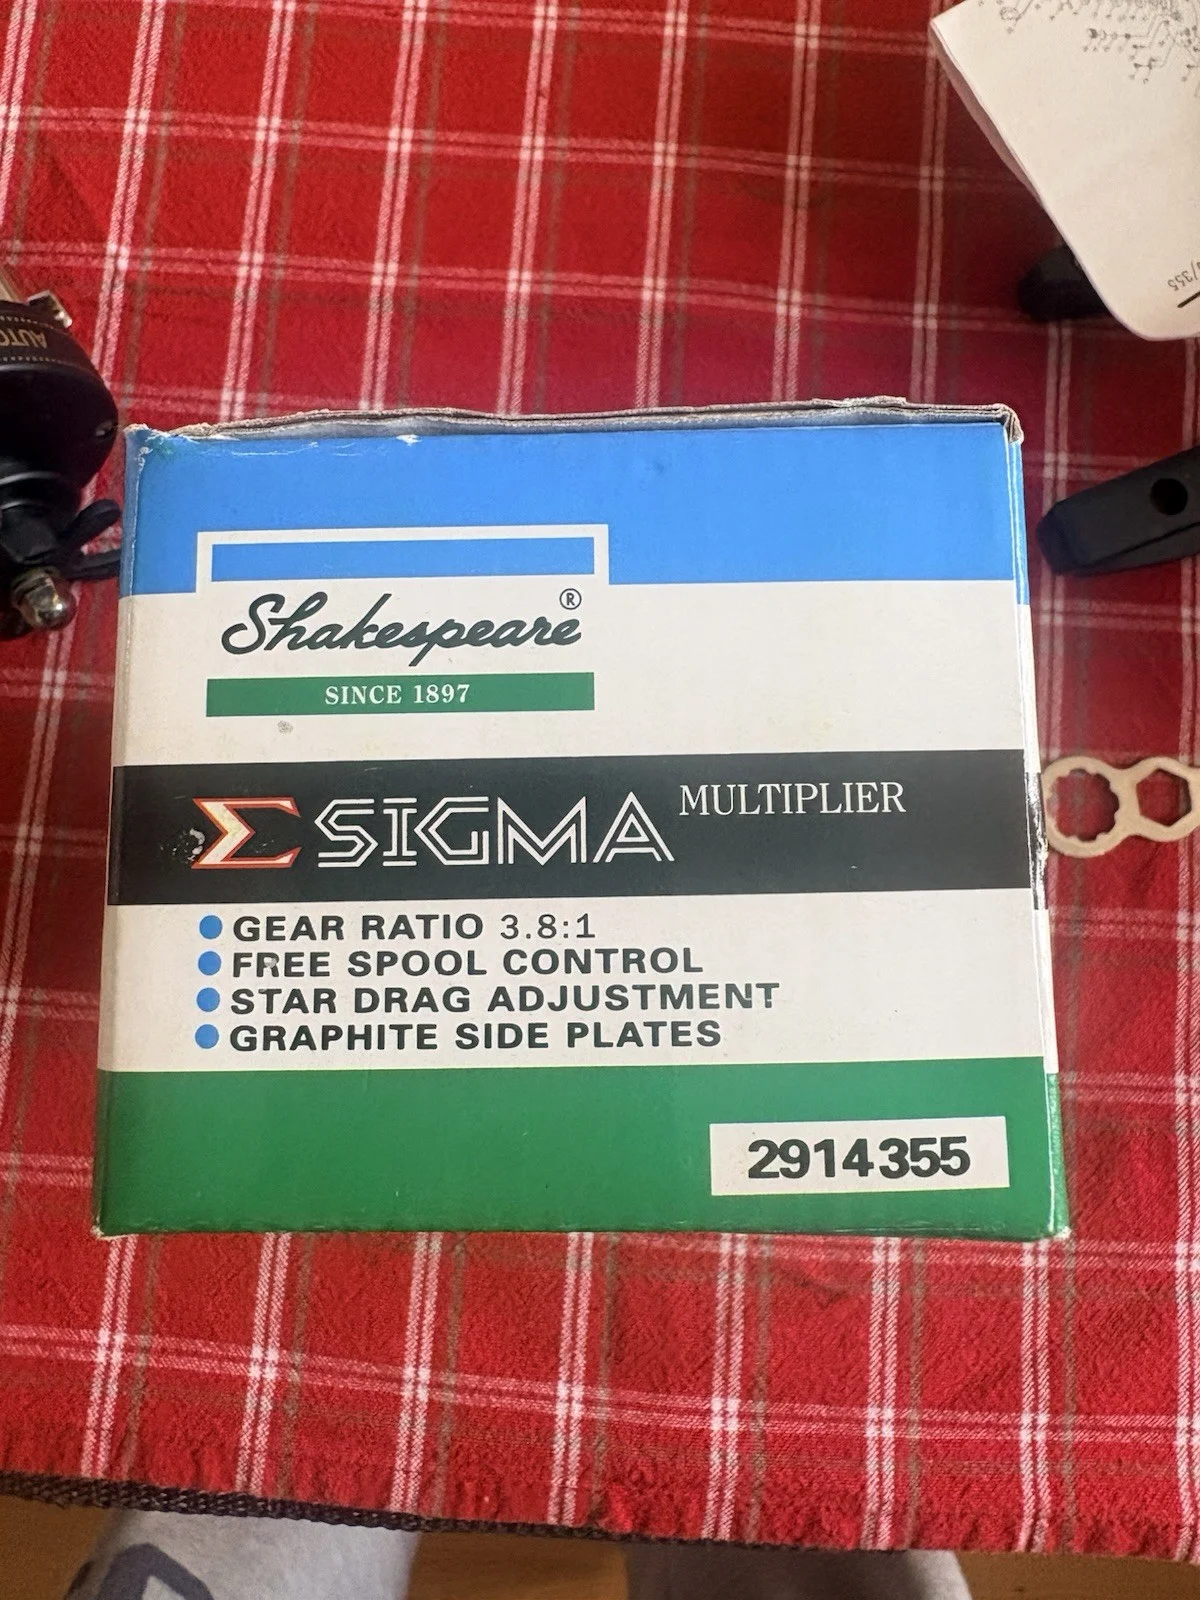 Shakespeare®
SINCE 1897
Σ SIGMA MULTIPLIER
GEAR RATIO 3.8:1
FREE SPOOL CONTROL
STAR DRAG ADJUSTMENT
GRAPHITE SIDE PLATES
2914355